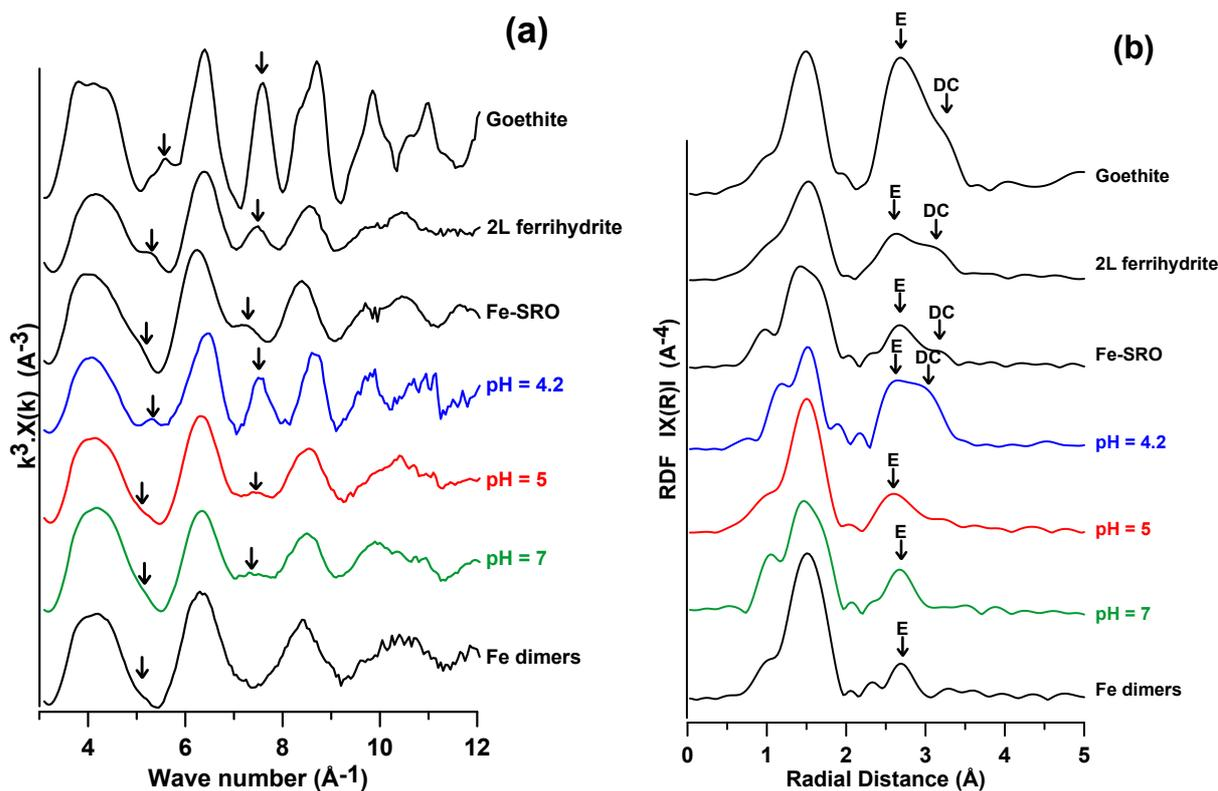 (a)
Goethite
2L ferrihydrite
Fe-SRO
pH = 4.2
pH = 5
pH = 7
Fe dimers
k3.X(k) (A-3)
4 6 8 10 12
Wave number (Å-1)
(b)
E
DC
Goethite
E
DC
2L ferrihydrite
E
DC
Fe-SRO
E
DC
pH = 4.2
E
pH = 5
E
pH = 7
E
Fe dimers
RDF IX(R)I (A-4)
0 1 2 3 4 5
Radial Distance (Å)